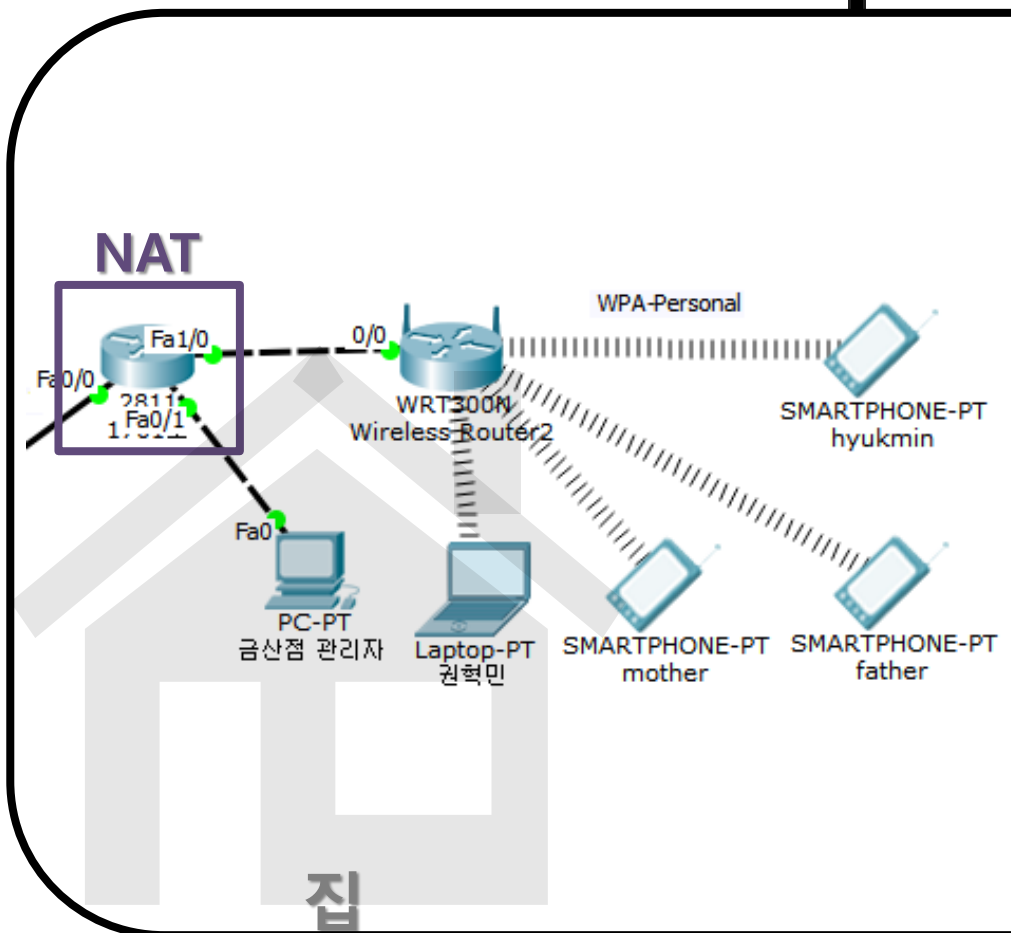 NAT
WPA-Personal
Fa1/0
0/0
Fa0/0
2811
Fa0/1
WRT300N
Wireless Router2
SMARTPHONE-PT
hyukmin
Fa0
PC-PT
금산점 관리자
Laptop-PT
권혁민
SMARTPHONE-PT
mother
SMARTPHONE-PT
father
집